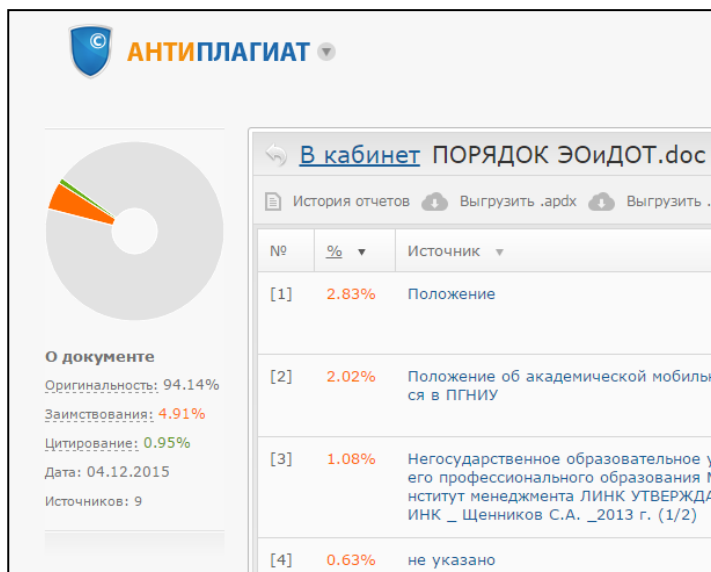 АНТИПЛАГИАТ
В кабинет ПОРЯДОК ЭОиДОТ.doc
История отчетов Выгрузить .apdx Выгрузить .
№ % Источник
[1] 2.83% Положение
[2] 2.02% Положение об академической мобиль
ся в ПГНИУ
[3] 1.08% Негосударственное образовательное у
его профессионального образования М
нститут менеджмента ЛИНК УТВЕРЖДА
ИНК _ Щенников С.А. _2013 г. (1/2)
[4] 0.63% не указано
О документе
Оригинальность: 94.14%
Заимствования: 4.91%
Цитирование: 0.95%
Дата: 04.12.2015
Источников: 9